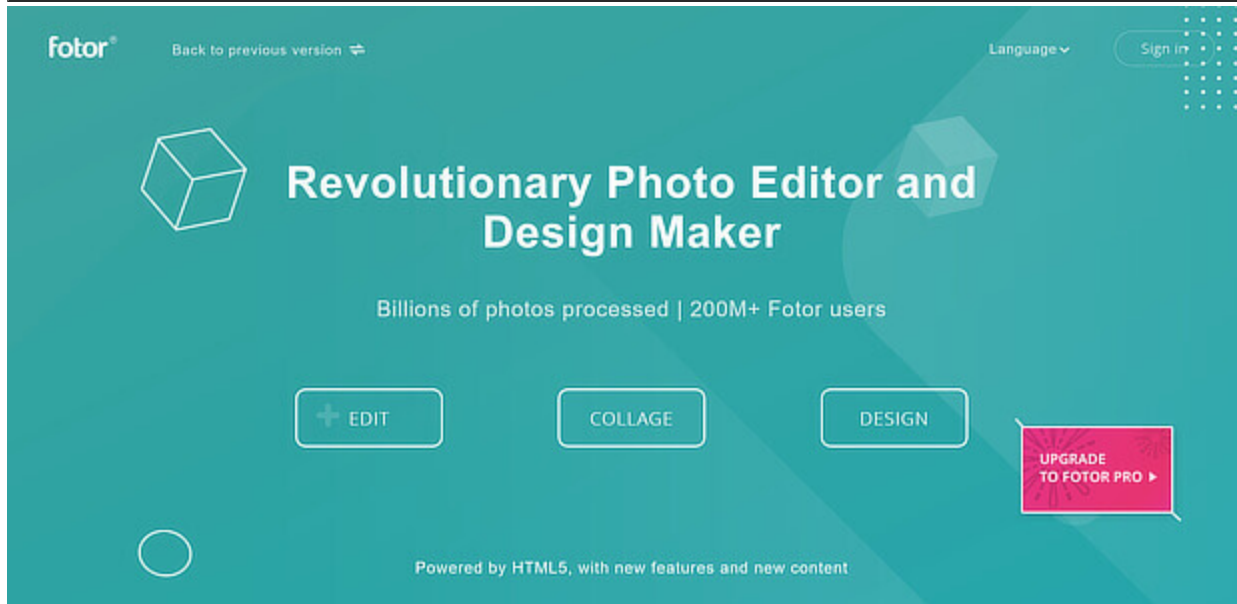 fotor®
Back to previous version
Language
Sign in
Revolutionary Photo Editor and
Design Maker
Billions of photos processed | 200M+ Fotor users
EDIT
COLLAGE
DESIGN
UPGRADE
TO FOTOR PRO
Powered by HTML5, with new features and new content